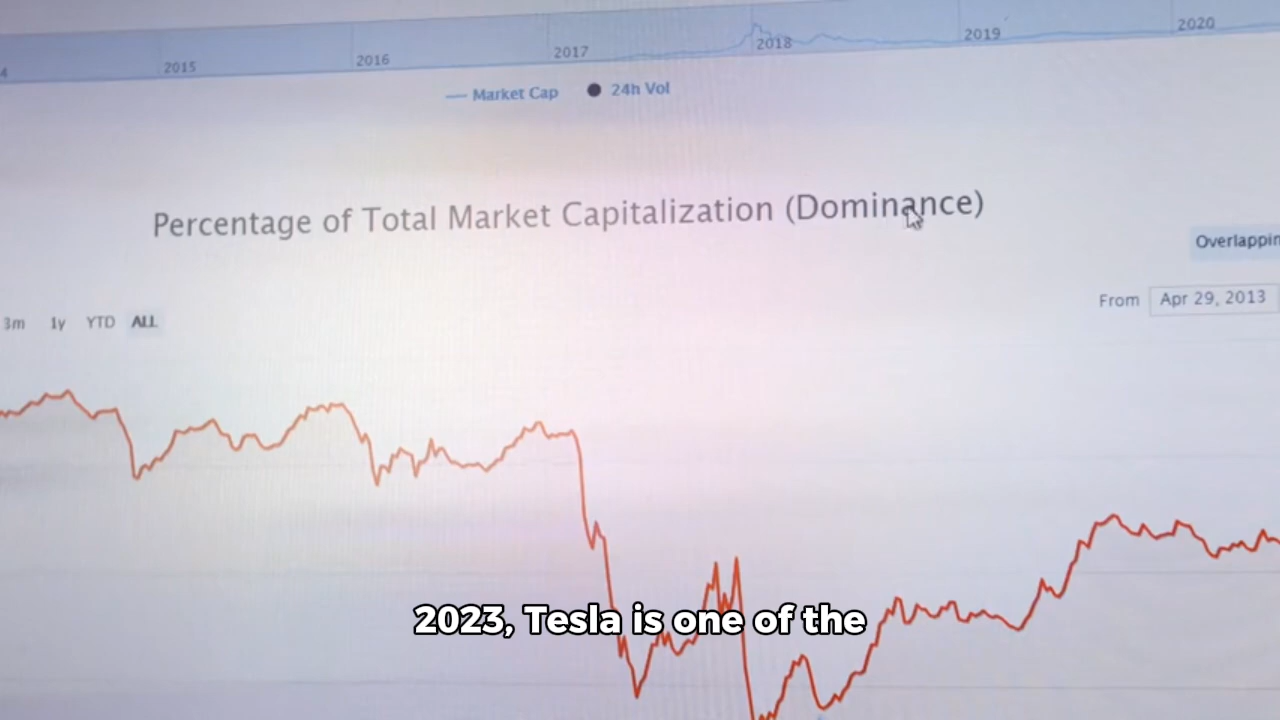 2015 2016 2017 2018 2019 2020
Market Cap 24h Vol
Percentage of Total Market Capitalization (Dominance)
From Apr 29, 2013
3m 1y YTD ALL
2023, Tesla is one of the